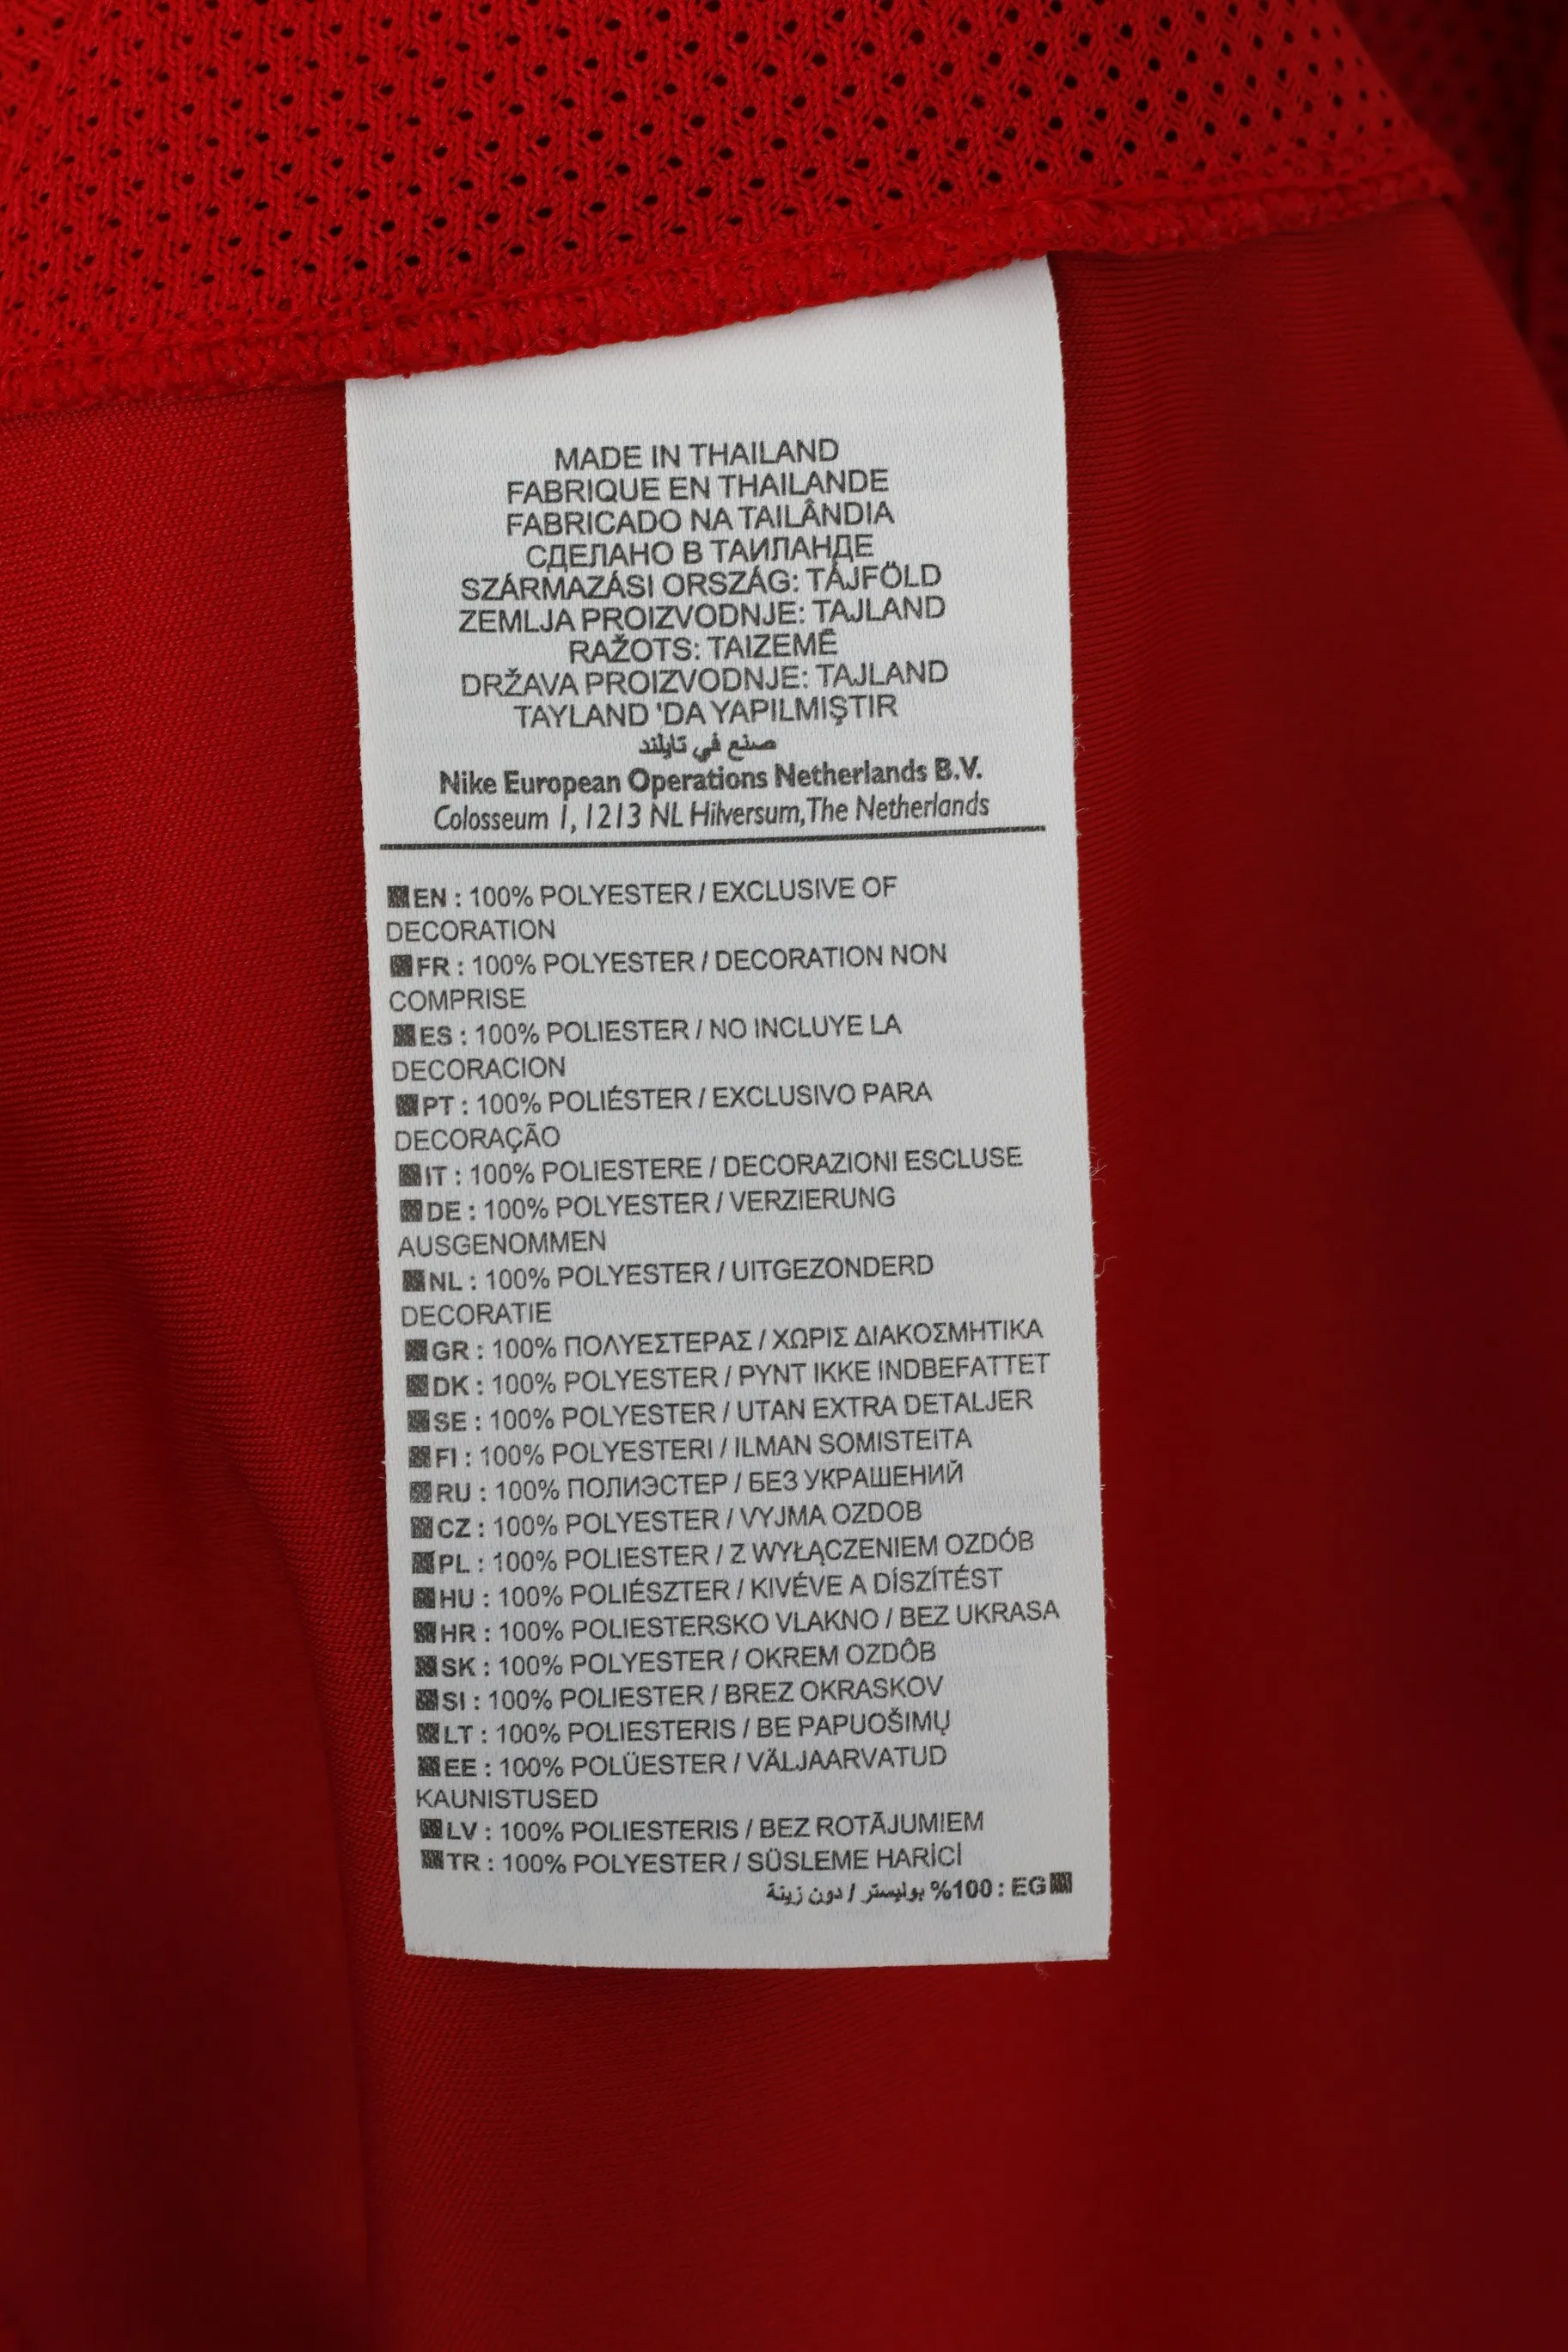 MADE IN THAILAND
FABRIQUE EN THAILANDE
FABRICADO NA TAILÂNDIA
СДЕЛАНО В ТАИЛАНДЕ
SZÁRMAZÁSI ORSZÁG: TÁJFÖLD
ZEMLJA PROIZVODNJE: TAJLAND
RAŽOTS: TAIZEMĒ
DRŽAVA PROIZVODNJE: TAJLAND
TAYLAND 'DA YAPILMIŞTIR
صنع في تايلند
Nike European Operations Netherlands B.V.
Colosseum 1, 1213 NL Hilversum, The Netherlands
EN : 100% POLYESTER / EXCLUSIVE OF
DECORATION
FR : 100% POLYESTER / DECORATION NON
COMPRISE
ES : 100% POLIESTER / NO INCLUYE LA
DECORACION
PT : 100% POLIÉSTER / EXCLUSIVO PARA
DECORAÇÃO
IT : 100% POLIESTERE / DECORAZIONI ESCLUSE
DE : 100% POLYESTER / VERZIERUNG
AUSGENOMMEN
NL : 100% POLYESTER / UITGEZONDERD
DECORATIE
GR : 100% ΠΟΛΥΕΣΤΕΡΑΣ / ΧΩΡΙΣ ΔΙΑΚΟΣΜΗΤΙΚΑ
DK : 100% POLYESTER / PYNT IKKE INDBEFATTET
SE : 100% POLYESTER / UTAN EXTRA DETALJER
FI : 100% POLYESTERI / ILMAN SOMISTEITA
RU : 100% ПОЛИЭСТЕР / БЕЗ УКРАШЕНИЙ
CZ : 100% POLYESTER / VYJMA OZDOB
PL : 100% POLIESTER / Z WYŁĄCZENIEM OZDÓB
HU : 100% POLIÉSZTER / KIVÉVE A DÍSZÍTÉST
HR : 100% POLIESTERSKO VLAKNO / BEZ UKRASA
SK : 100% POLYESTER / OKREM OZDÔB
SI : 100% POLIESTER / BREZ OKRASKOV
LT : 100% POLIESTERIS / BE PAPUOŠIMŲ
EE : 100% POLÜESTER / VÄLJAARVATUD
KAUNISTUSED
LV : 100% POLIESTERIS / BEZ ROTĀJUMIEM
TR : 100% POLYESTER / SÜSLEME HARİCİ
EG : 100% بوليستر / دون زينة